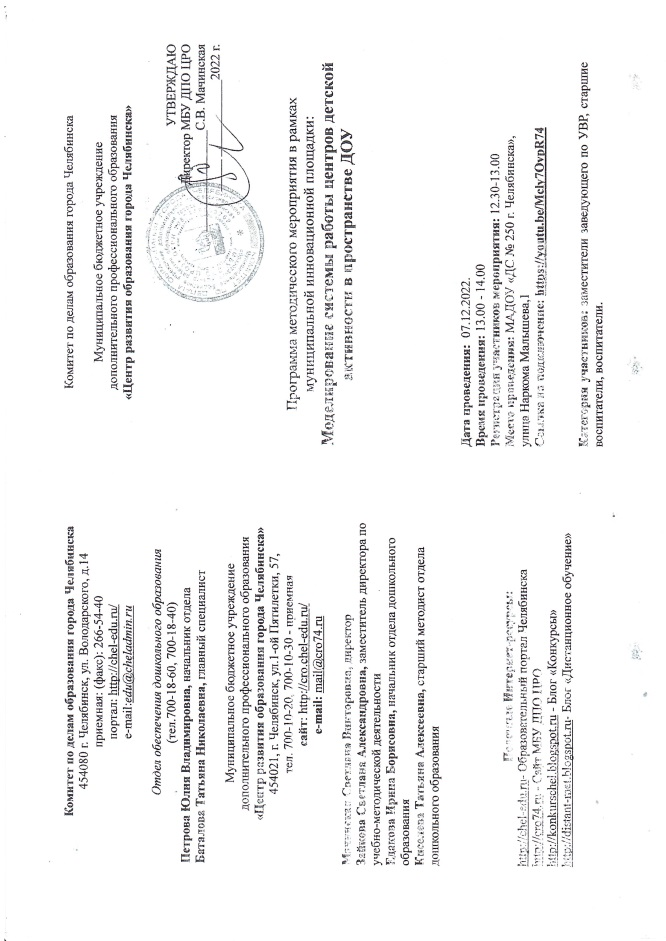 Комитет по делам образования города Челябинска
454080 г. Челябинск, ул. Володарского, д.14
приемная: (факс): 266-54-40
портал: http://chel-edu.ru/
e-mail:edu@cheladmin.ru
Отдел обеспечения дошкольного образования
(тел.700-18-60, 700-18-40)
Петрова Юлия Владимировна, начальник отдела
Баталова Татьяна Николаевна, главный специалист
Муниципальное бюджетное учреждение
дополнительного профессионального образования
«Центр развития образования города Челябинска»
454021, г. Челябинск, ул.1-ой Пятилетки, 57,
тел. 700-10-20, 700-10-30 - приемная
сайт: http://cro.chel-edu.ru/
e-mail: mail@cro74.ru
Мачинская Светлана Викторовна, директор
Зайкова Светлана Александровна, заместитель директора по
учебно-методической деятельности
Едакова Ирина Борисовна, начальник отдела дошкольного
образования
Киселева Татьяна Алексеевна, старший методист отдела
дошкольного образования
Интернет-ресурсы:
http://chel-edu.ru- Образовательный портал Челябинска
http://cro74.ru - Сайт МБУ ДПО ЦРО
http://konkurschel.blogspot.ru - Блог «Конкурсы»
http://distant-mst.blogspot.ru- Блог «Дистанционное обучение»
Комитет по делам образования города Челябинска
Муниципальное бюджетное учреждение
дополнительного профессионального образования
«Центр развития образования города Челябинска»
УТВЕРЖДАЮ
Директор МБУ ДПО ЦРО
С.В. Мачинская
2022 г.
Программа методического мероприятия в рамках
муниципальной инновационной площадки:
Моделирование системы работы центров детской
активности в пространстве ДОУ
Дата проведения: 07.12.2022.
Время проведения: 13.00 - 14.00
Регистрация участников мероприятия: 12.30-13.00
Место проведения: МАДОУ «ДС № 250 г. Челябинска»,
улица Наркома Малышева,1
Ссылка на подключение: https://youtu.be/McIv7OvpR74
Категория участников: заместители заведующего по УВР, старшие
воспитатели, воспитатели.